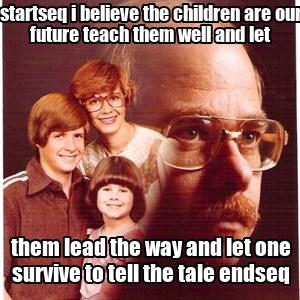 startseq i believe the children are our
future teach them well and let
them lead the way and let one
survive to tell the tale endseq